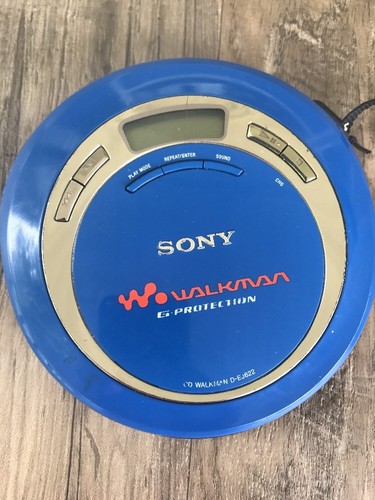 PLAY MODE
REPEAT/ENTER
SOUND
SONY
WALKMAN
G-PROTECTION
CD WALKMAN D-EJ622